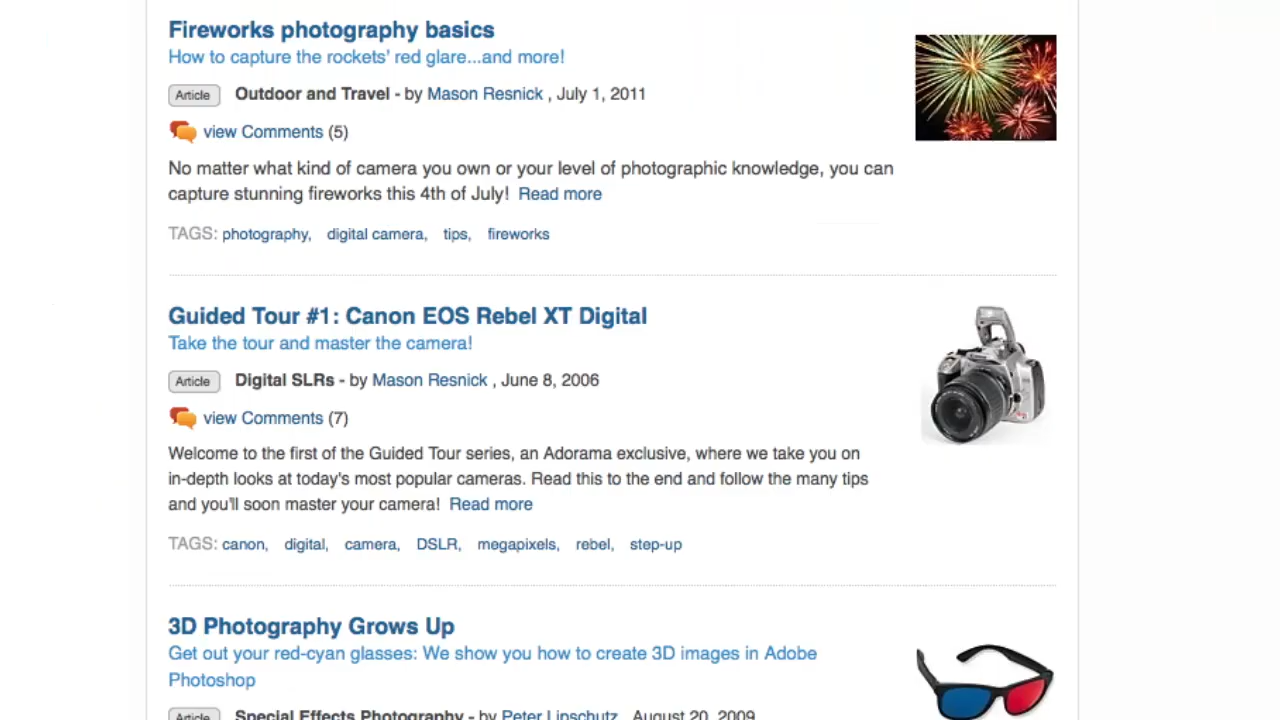 Fireworks photography basics
How to capture the rockets' red glare...and more!
Article Outdoor and Travel - by Mason Resnick , July 1, 2011
view Comments (5)
No matter what kind of camera you own or your level of photographic knowledge, you can
capture stunning fireworks this 4th of July! Read more
TAGS: photography, digital camera, tips, fireworks
Guided Tour #1: Canon EOS Rebel XT Digital
Take the tour and master the camera!
Article Digital SLRs - by Mason Resnick , June 8, 2006
view Comments (7)
Welcome to the first of the Guided Tour series, an Adorama exclusive, where we take you on
in-depth looks at today's most popular cameras. Read this to the end and follow the many tips
and you'll soon master your camera! Read more
TAGS: canon, digital, camera, DSLR, megapixels, rebel, step-up
3D Photography Grows Up
Get out your red-cyan glasses: We show you how to create 3D images in Adobe
Photoshop
Article Special Effects Photography - by Peter Lipschutz , August 20, 2009